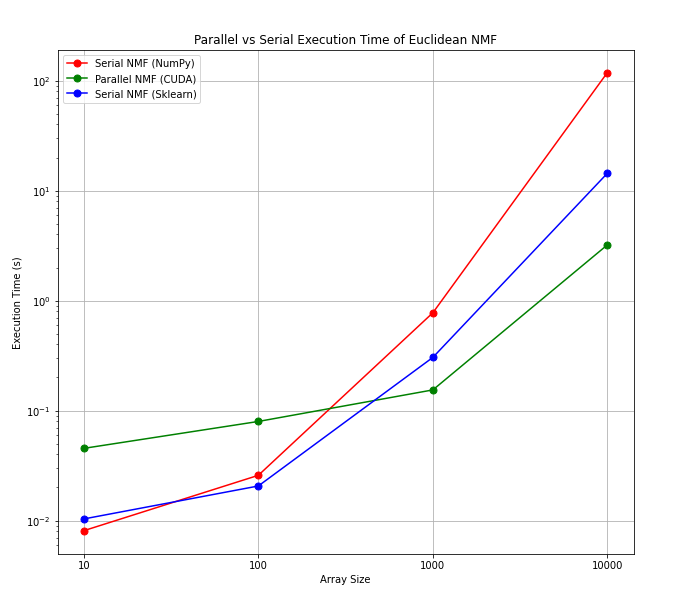 Parallel vs Serial Execution Time of Euclidean NMF
Serial NMF (NumPy)
Parallel NMF (CUDA)
Serial NMF (Sklearn)
10²
10¹
10⁰
10⁻¹
10⁻²
Execution Time (s)
10 100 1000 10000
Array Size